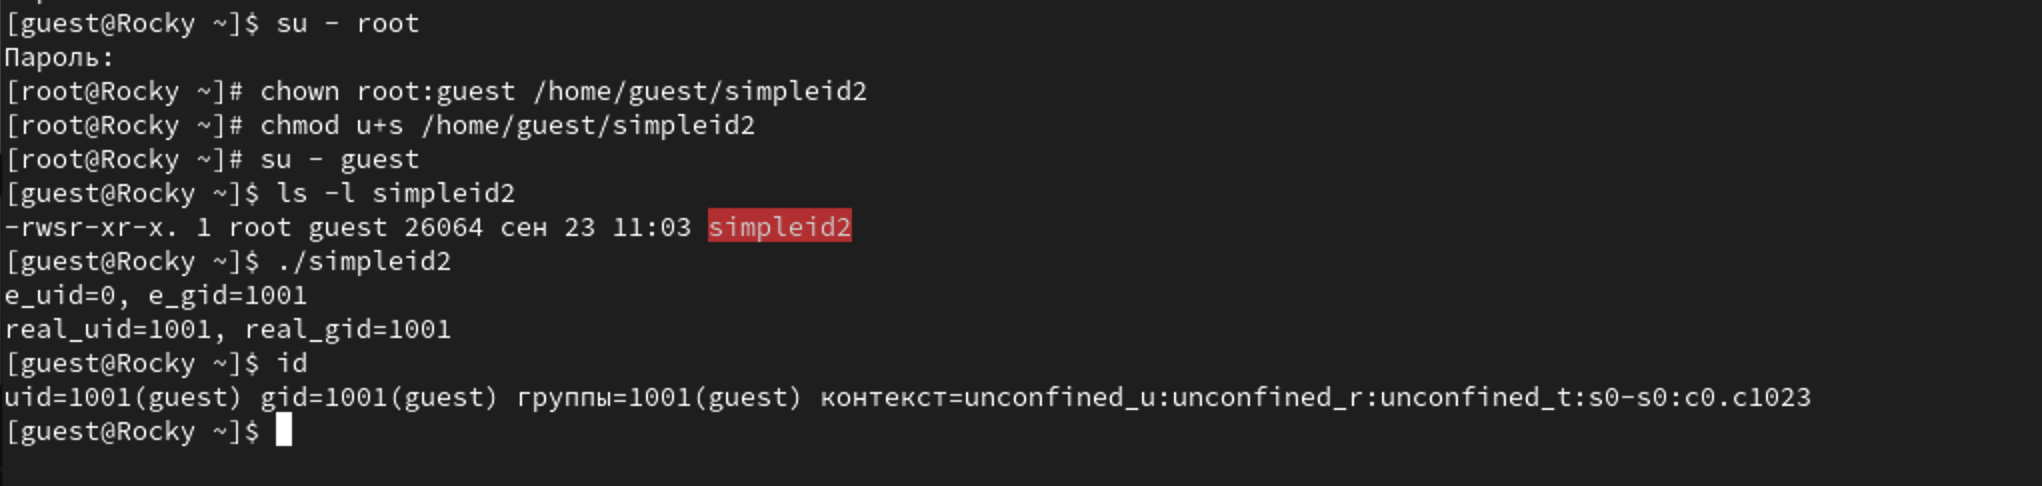 [guest@Rocky ~]$ su - root
Пароль:
[root@Rocky ~]# chown root:guest /home/guest/simpleid2
[root@Rocky ~]# chmod u+s /home/guest/simpleid2
[root@Rocky ~]# su - guest
[guest@Rocky ~]$ ls -l simpleid2
-rwsr-xr-x. 1 root guest 26064 сен 23 11:03 simpleid2
[guest@Rocky ~]$ ./simpleid2
e_uid=0, e_gid=1001
real_uid=1001, real_gid=1001
[guest@Rocky ~]$ id
uid=1001(guest) gid=1001(guest) группы=1001(guest) контекст=unconfined_u:unconfined_r:unconfined_t:s0-s0:c0.c1023
[guest@Rocky ~]$